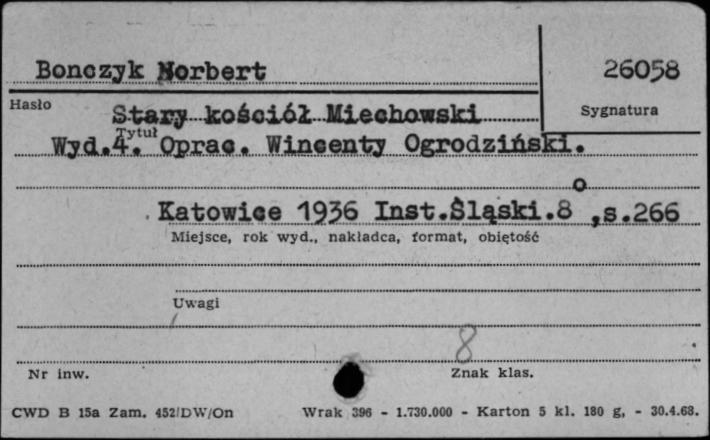 Bonczyk Norbert
26058
Hasło
Sygnatura
Stary kościół Miechowski
Tytuł
Wyd.4. Oprac. Wincenty Ogrodziński.
Katowice 1936 Inst.Śląski.8o,s.266
Miejsce, rok wyd., nakładca, format, objętość
Uwagi
8
Nr inw.
Znak klas.
CWD B 15a Zam. 452/DW/On Wrak 396 - 1.730.000 - Karton 5 kl. 180 g, - 30.4.68.